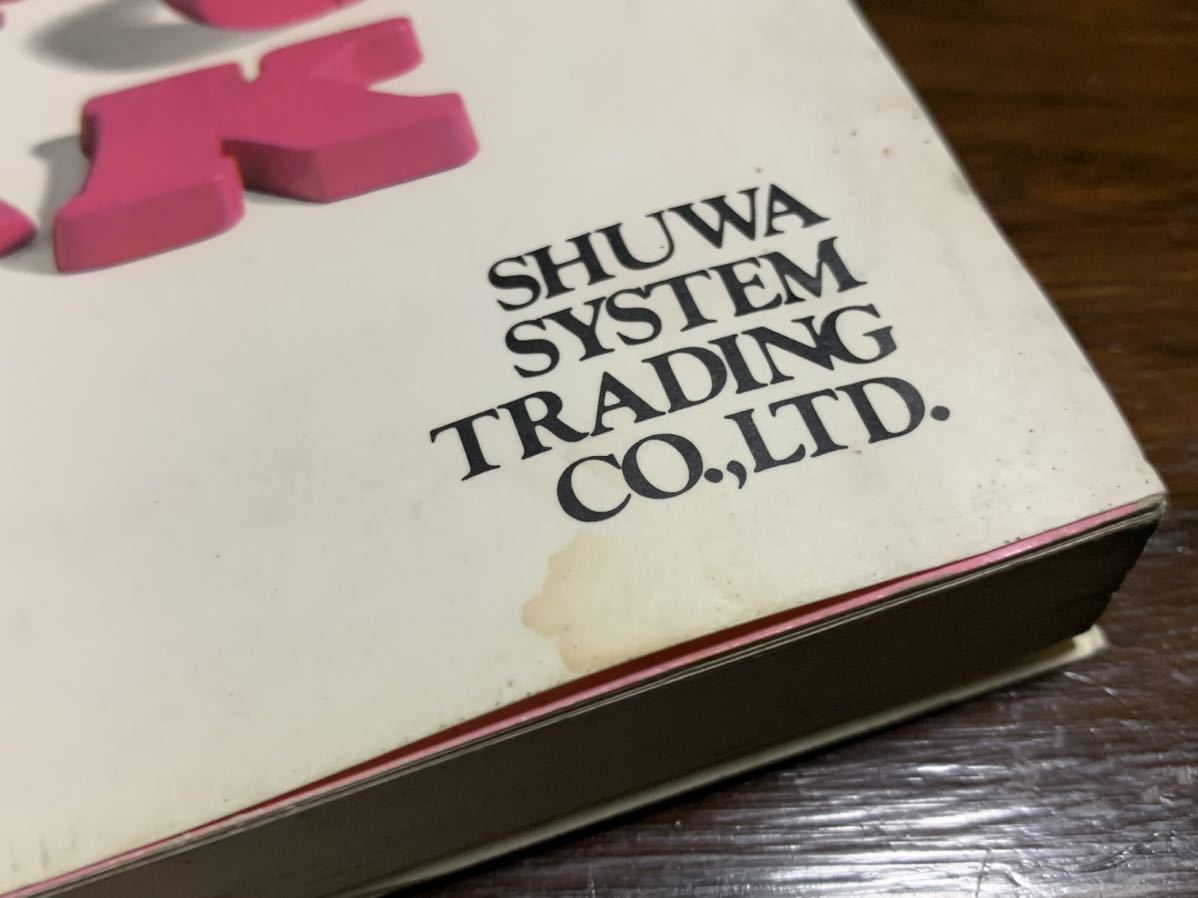 K
SHUWA
SYSTEM
TRADING
CO.,LTD.